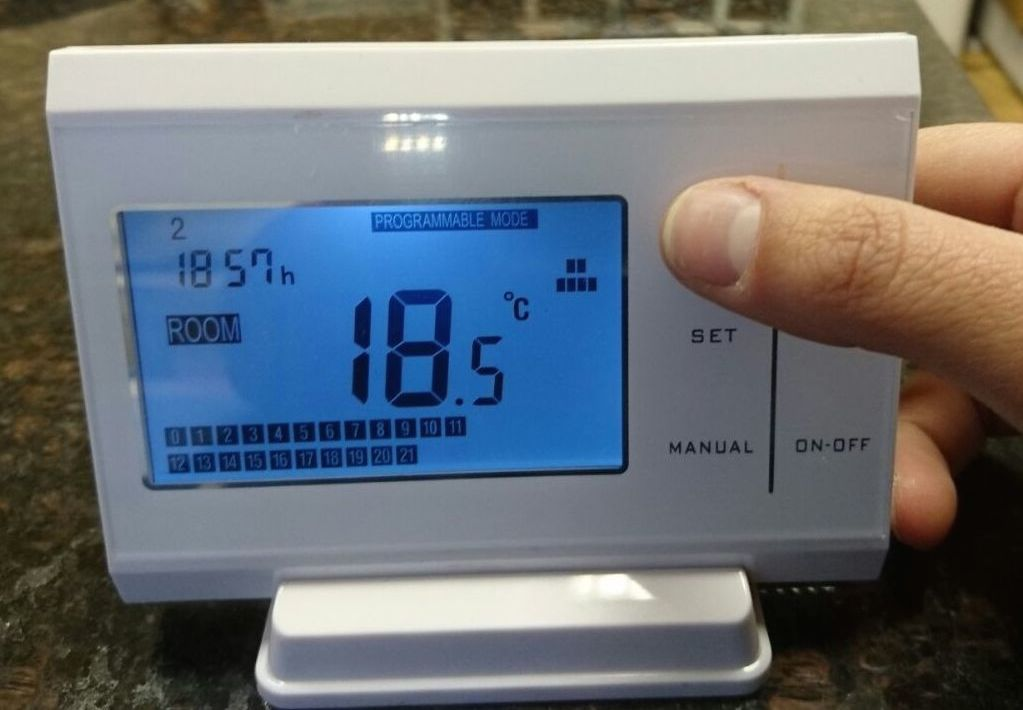 2
PROGRAMMABLE MODE
18 57h
ROOM
18.5
°C
0 1 2 3 4 5 6 7 8 9 10 11
12 13 14 15 16 17 18 19 20 21
SET
MANUAL
ON-OFF